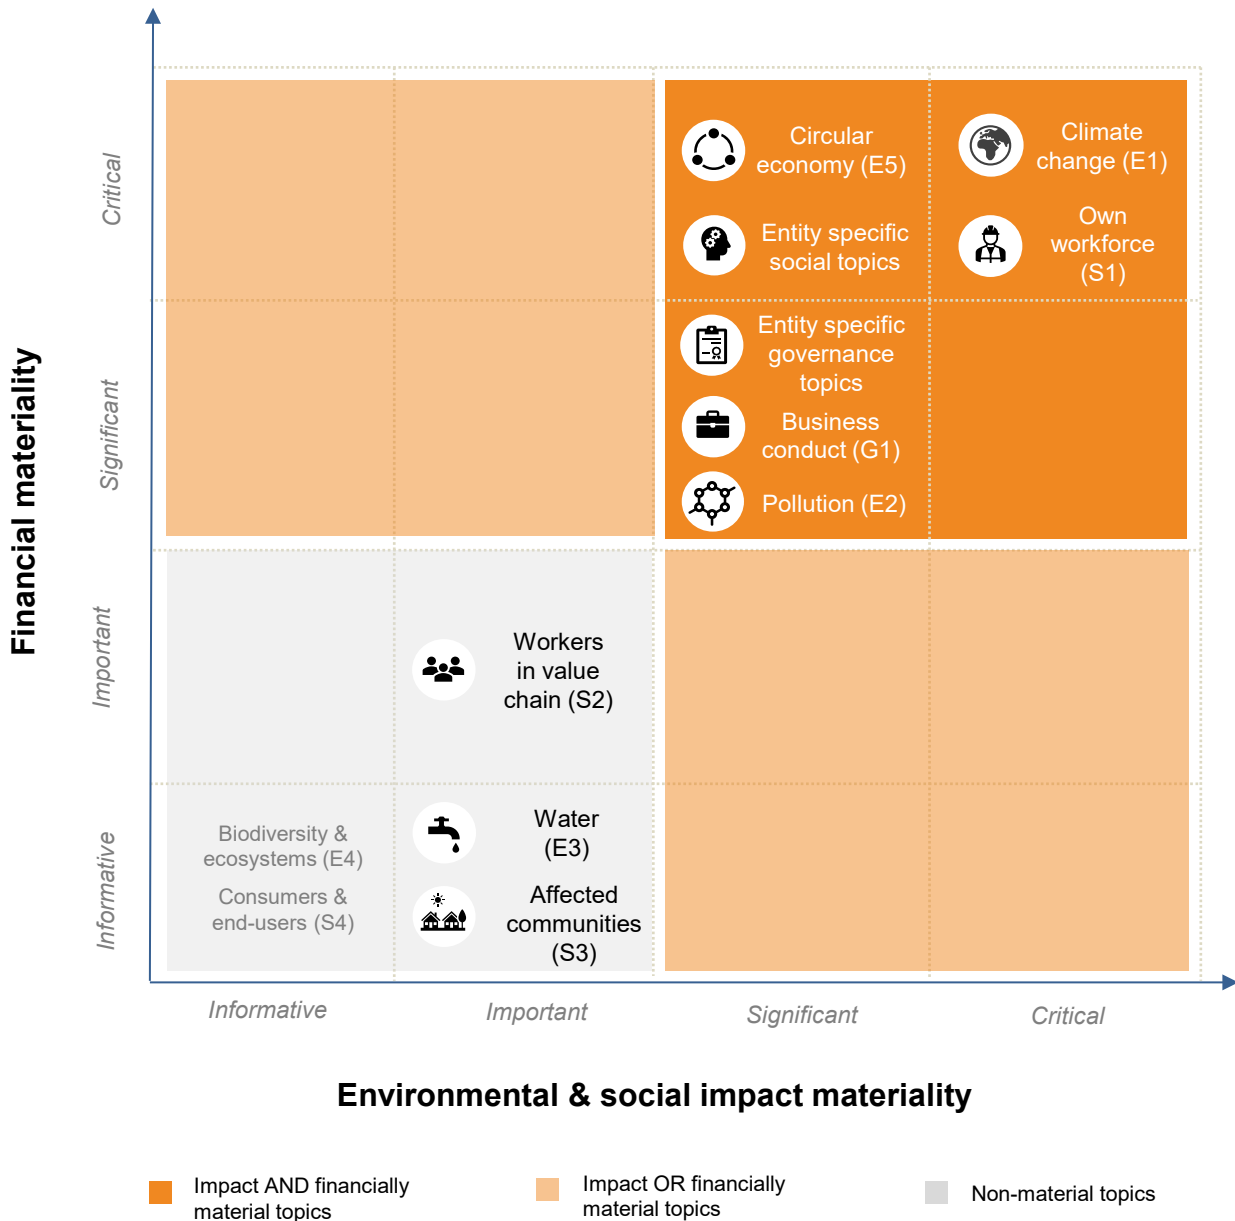 Financial materiality
Critical
Significant
Important
Informative
Circular
economy (E5)
Climate
change (E1)
Entity specific
social topics
Own
workforce
(S1)
Entity specific
governance
topics
Business
conduct (G1)
Pollution (E2)
Workers
in value
chain (S2)
Biodiversity &
ecosystems (E4)
Water
(E3)
Consumers &
end-users (S4)
Affected
communities
(S3)
Informative
Important
Significant
Critical
Environmental & social impact materiality
Impact AND financially
material topics
Impact OR financially
material topics
Non-material topics